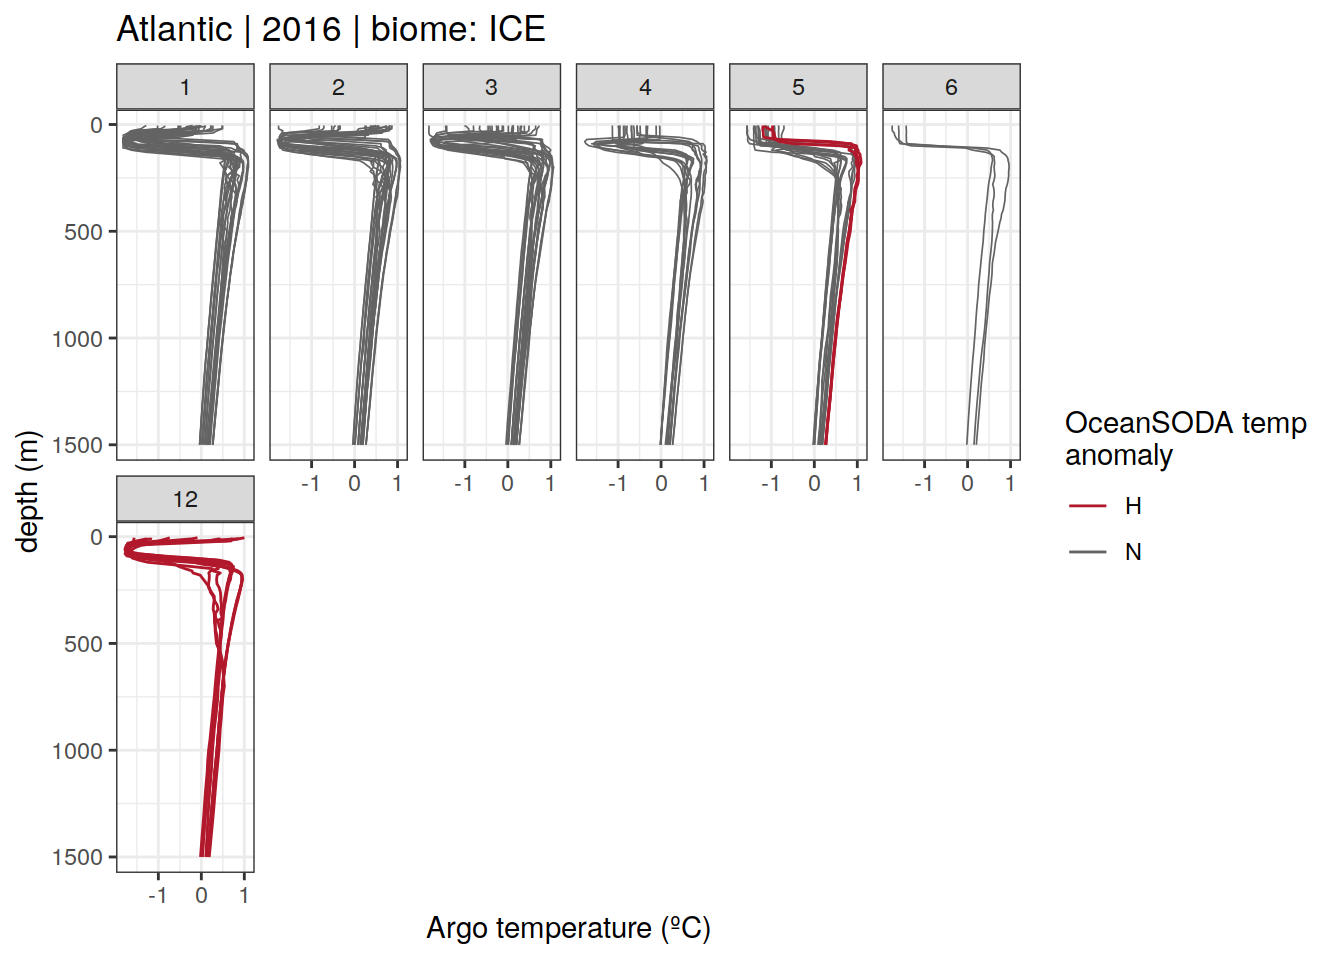 Atlantic | 2016 | biome: ICE
1 2 3 4 5 6
0
500
1000
1500
-1 0 1 -1 0 1 -1 0 1 -1 0 1 -1 0 1
12
0
500
1000
1500
-1 0 1
depth (m)
Argo temperature (ºC)
OceanSODA temp
anomaly
H
N